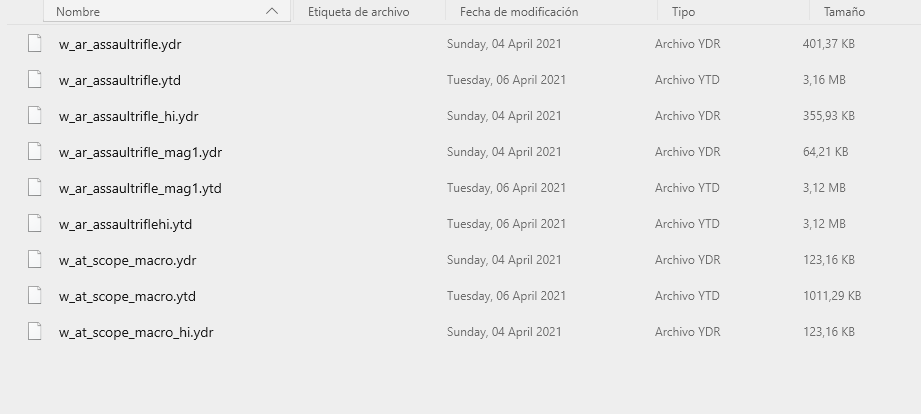 Nombre Etiqueta de archivo Fecha de modificación Tipo Tamaño
w_ar_assaultrifle.ydr Sunday, 04 April 2021 Archivo YDR 401,37 KB
w_ar_assaultrifle.ytd Tuesday, 06 April 2021 Archivo YTD 3,16 MB
w_ar_assaultrifle_hi.ydr Sunday, 04 April 2021 Archivo YDR 355,93 KB
w_ar_assaultrifle_mag1.ydr Sunday, 04 April 2021 Archivo YDR 64,21 KB
w_ar_assaultrifle_mag1.ytd Tuesday, 06 April 2021 Archivo YTD 3,12 MB
w_ar_assaultriflehi.ytd Tuesday, 06 April 2021 Archivo YTD 3,12 MB
w_at_scope_macro.ydr Sunday, 04 April 2021 Archivo YDR 123,16 KB
w_at_scope_macro.ytd Tuesday, 06 April 2021 Archivo YTD 1011,29 KB
w_at_scope_macro_hi.ydr Sunday, 04 April 2021 Archivo YDR 123,16 KB